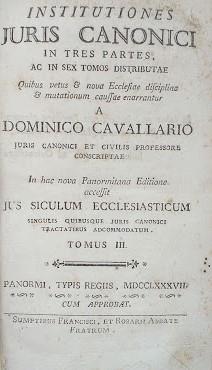 INSTITUTIONES
JURIS CANONICI
IN TRES PARTES,
AC IN SEX TOMOS DISTRIBUTAE
Quibus vetus & nova Ecclesiae disciplina
& mutationum caussae enarrantur
A
DOMINICO CAVALLARIO
JURIS CANONICI ET CIVILIS PROFESSORE
CONSCRIPTAE
In hac nova Panormitana Editione
accessit
JUS SICULUM ECCLESIASTICUM
SINGULIS QUIBUSQUE JURIS CANONICI
TRACTATIBUS ADCOMMODATUM.
TOMUS III.
PANORMI, TYPIS REGIIS, MDCCLXXXVII
CUM APPROBAT.
SUMPTIBUS FRANCISCI, ET ROSARII ABBATE
FRATRUM.